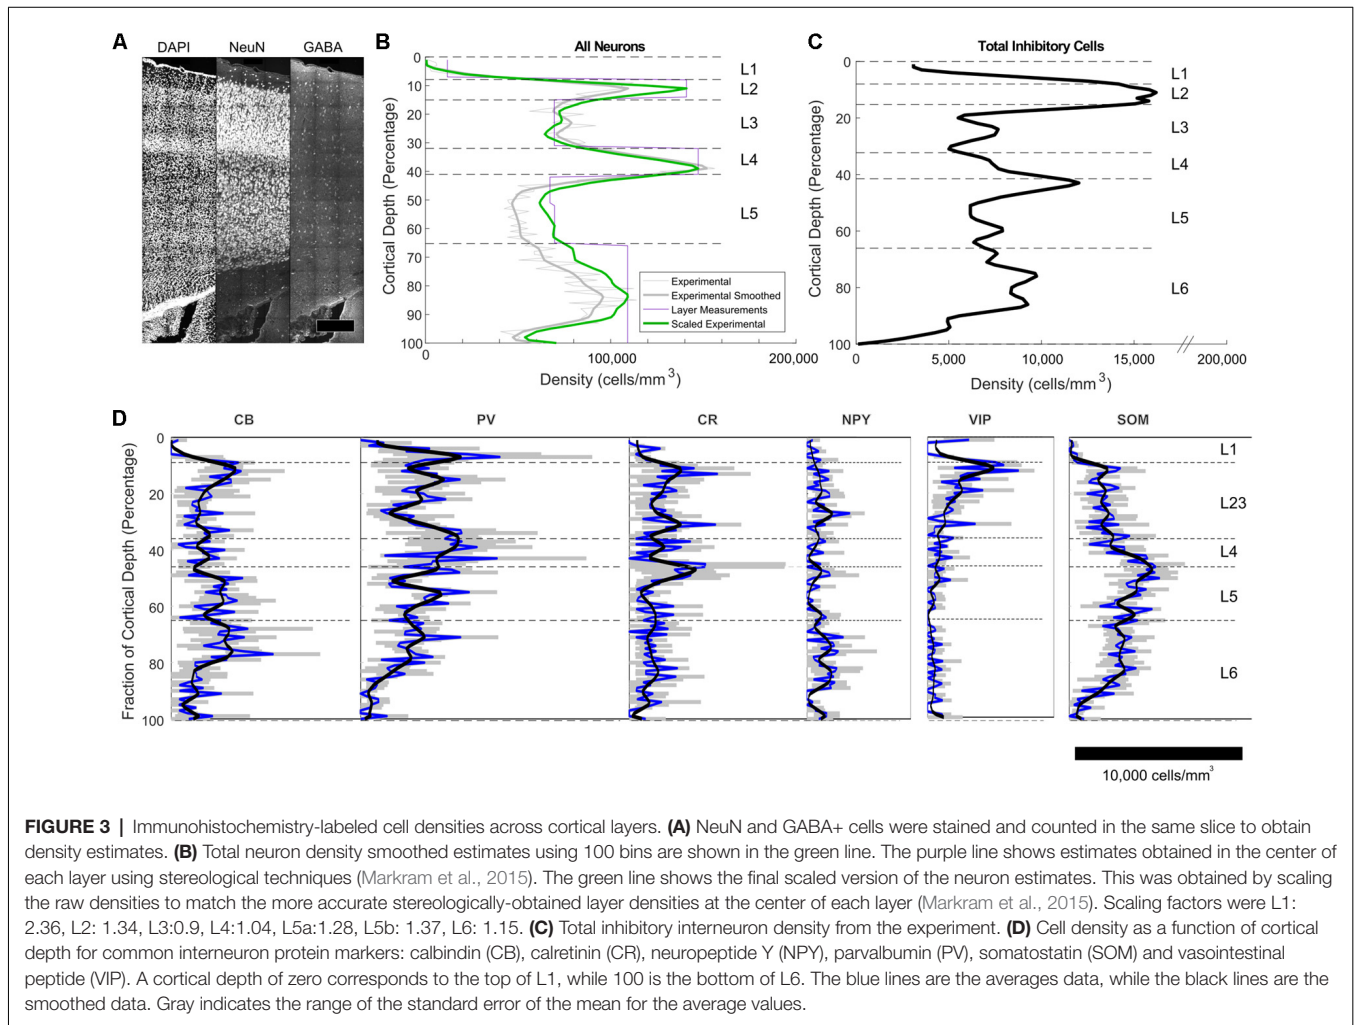 A
DAPI
NeuN
GABA
B
All Neurons
Cortical Depth (Percentage)
0
10
20
30
40
50
60
70
80
90
100
L1
L2
L3
L4
L5
Experimental
Experimental Smoothed
Layer Measurements
Scaled Experimental
0
100,000
200,000
Density (cells/mm³)
C
Total Inhibitory Cells
Cortical Depth (Percentage)
0
20
40
60
80
100
L1
L2
L3
L4
L5
L6
0
5,000
10,000
15,000
200,000
Density (cells/mm³)
D
CB
PV
CR
NPY
VIP
SOM
Fraction of Cortical Depth (Percentage)
0
20
40
60
80
100
L1
L23
L4
L5
L6
10,000 cells/mm³
FIGURE 3 | Immunohistochemistry-labeled cell densities across cortical layers. (A) NeuN and GABA+ cells were stained and counted in the same slice to obtain
density estimates. (B) Total neuron density smoothed estimates using 100 bins are shown in the green line. The purple line shows estimates obtained in the center of
each layer using stereological techniques (Markram et al., 2015). The green line shows the final scaled version of the neuron estimates. This was obtained by scaling
the raw densities to match the more accurate stereologically-obtained layer densities at the center of each layer (Markram et al., 2015). Scaling factors were L1:
2.36, L2: 1.34, L3:0.9, L4:1.04, L5a:1.28, L5b: 1.37, L6: 1.15. (C) Total inhibitory interneuron density from the experiment. (D) Cell density as a function of cortical
depth for common interneuron protein markers: calbindin (CB), calretinin (CR), neuropeptide Y (NPY), parvalbumin (PV), somatostatin (SOM) and vasointestinal
peptide (VIP). A cortical depth of zero corresponds to the top of L1, while 100 is the bottom of L6. The blue lines are the averages data, while the black lines are the
smoothed data. Gray indicates the range of the standard error of the mean for the average values.